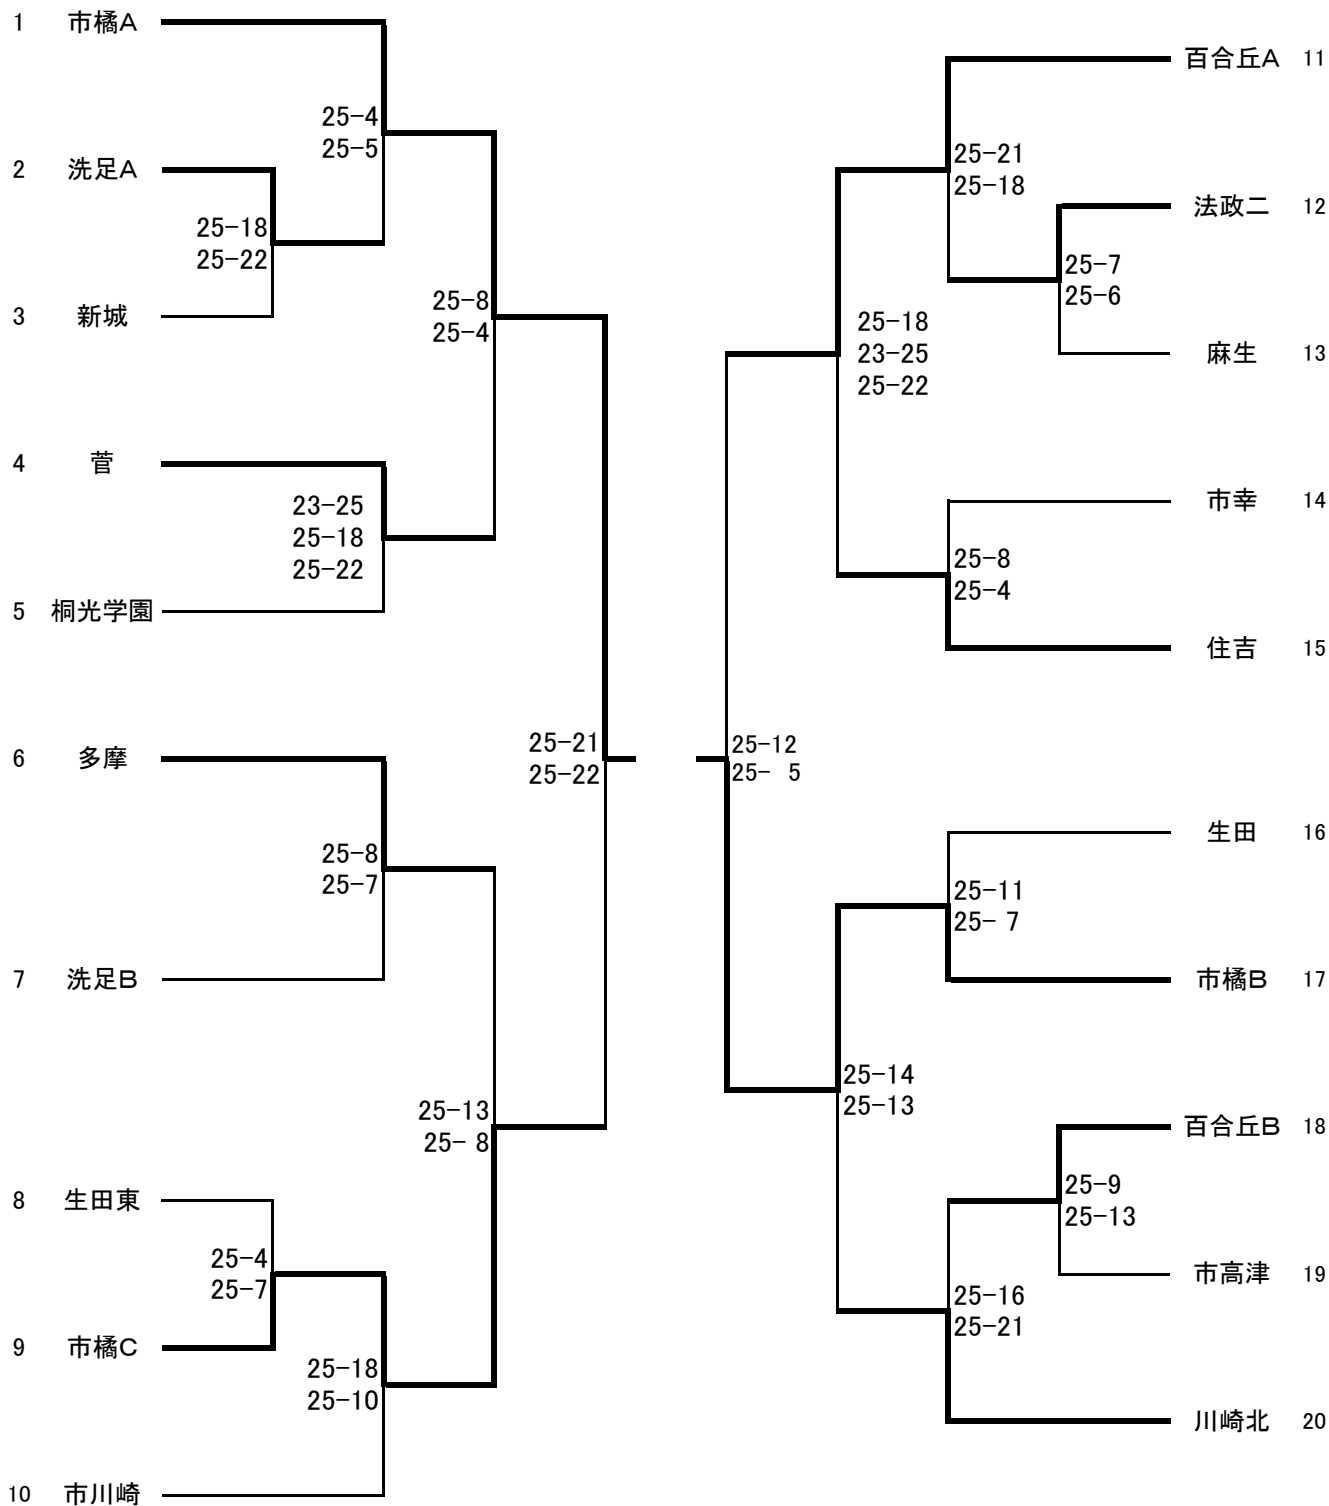 1 市橘A
25-4
25-5
2 洗足A
25-18
25-22
3 新城
25-8
25-4
4 菅
23-25
25-18
25-22
5 桐光学園
25-21
25-22
6 多摩
25-8
25-7
7 洗足B
25-13
25- 8
8 生田東
25-4
25-7
9 市橘C
25-18
25-10
10 市川崎
百合丘A 11
25-21
25-18
法政二 12
25-7
25-6
25-18
23-25
25-22
麻生 13
市幸 14
25-8
25-4
住吉 15
25-12
25- 5
生田 16
25-11
25- 7
市橘B 17
25-14
25-13
百合丘B 18
25-9
25-13
市高津 19
25-16
25-21
川崎北 20